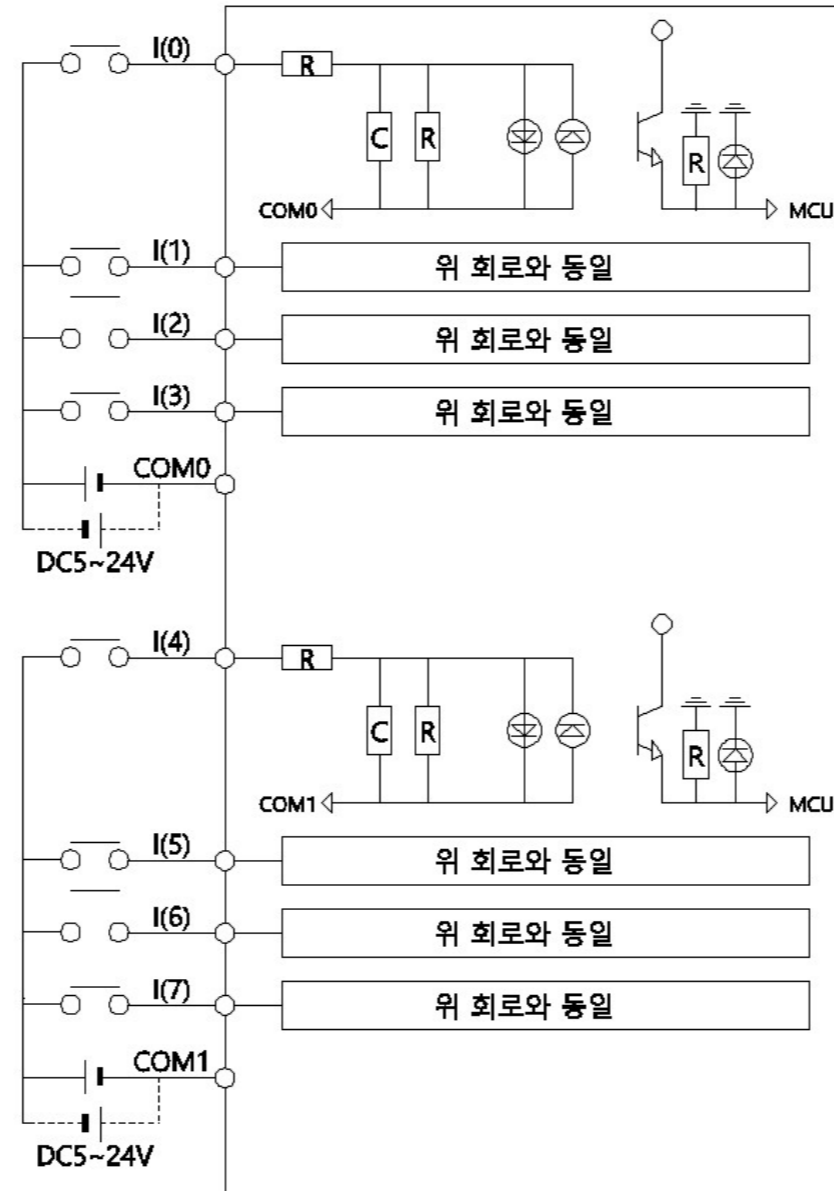 I(0)
R
C
R
R
COM0
MCU
I(1)
위 회로와 동일
I(2)
위 회로와 동일
I(3)
위 회로와 동일
COM0
DC5~24V
I(4)
R
C
R
R
COM1
MCU
I(5)
위 회로와 동일
I(6)
위 회로와 동일
I(7)
위 회로와 동일
COM1
DC5~24V